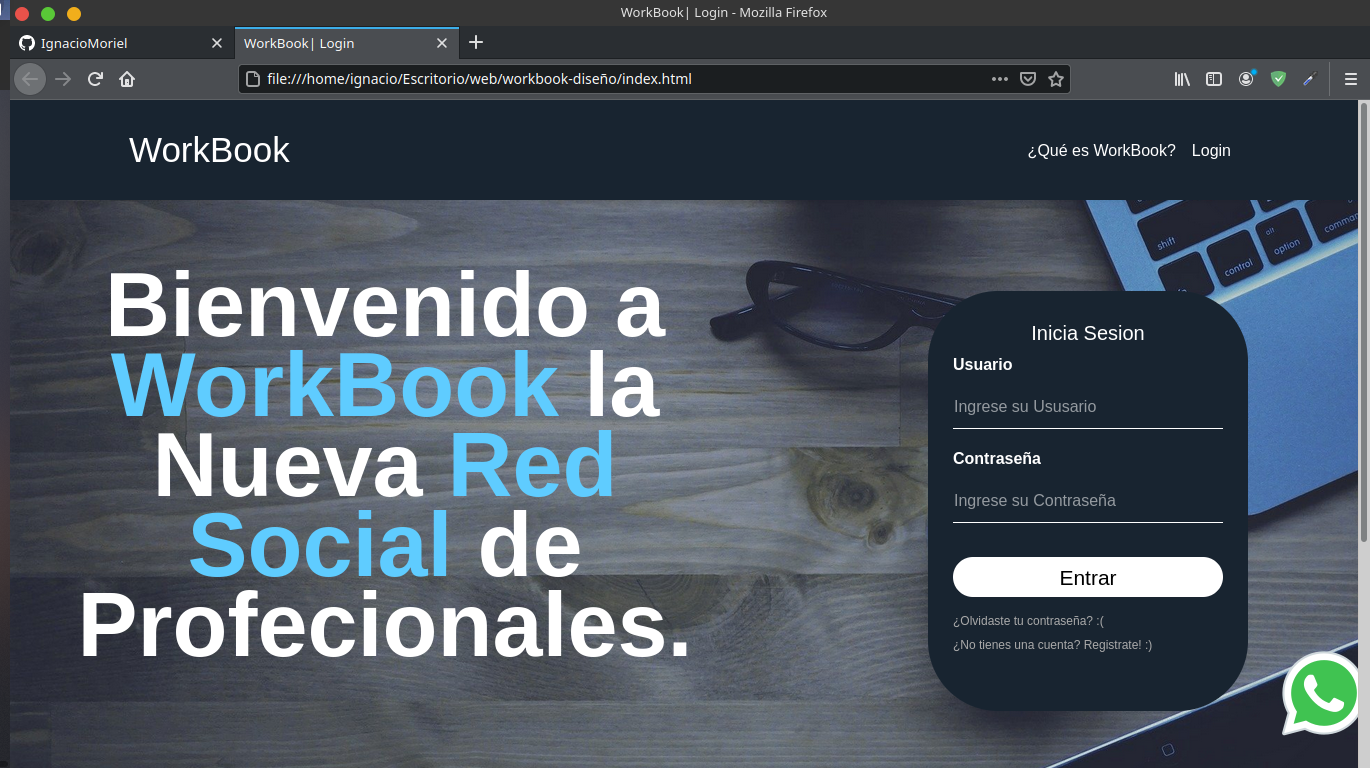 WorkBook| Login - Mozilla Firefox
IgnacioMoriel
WorkBook| Login
file:///home/ignacio/Escritorio/web/workbook-diseño/index.html
WorkBook
¿Qué es WorkBook? Login
shift
alt
option
command
control
Bienvenido a
WorkBook la
Nueva Red
Social de
Profecionales.
Inicia Sesion
Usuario
Ingrese su Ususario
Contraseña
Ingrese su Contraseña
Entrar
¿Olvidaste tu contraseña? :(
¿No tienes una cuenta? Registrate! :)